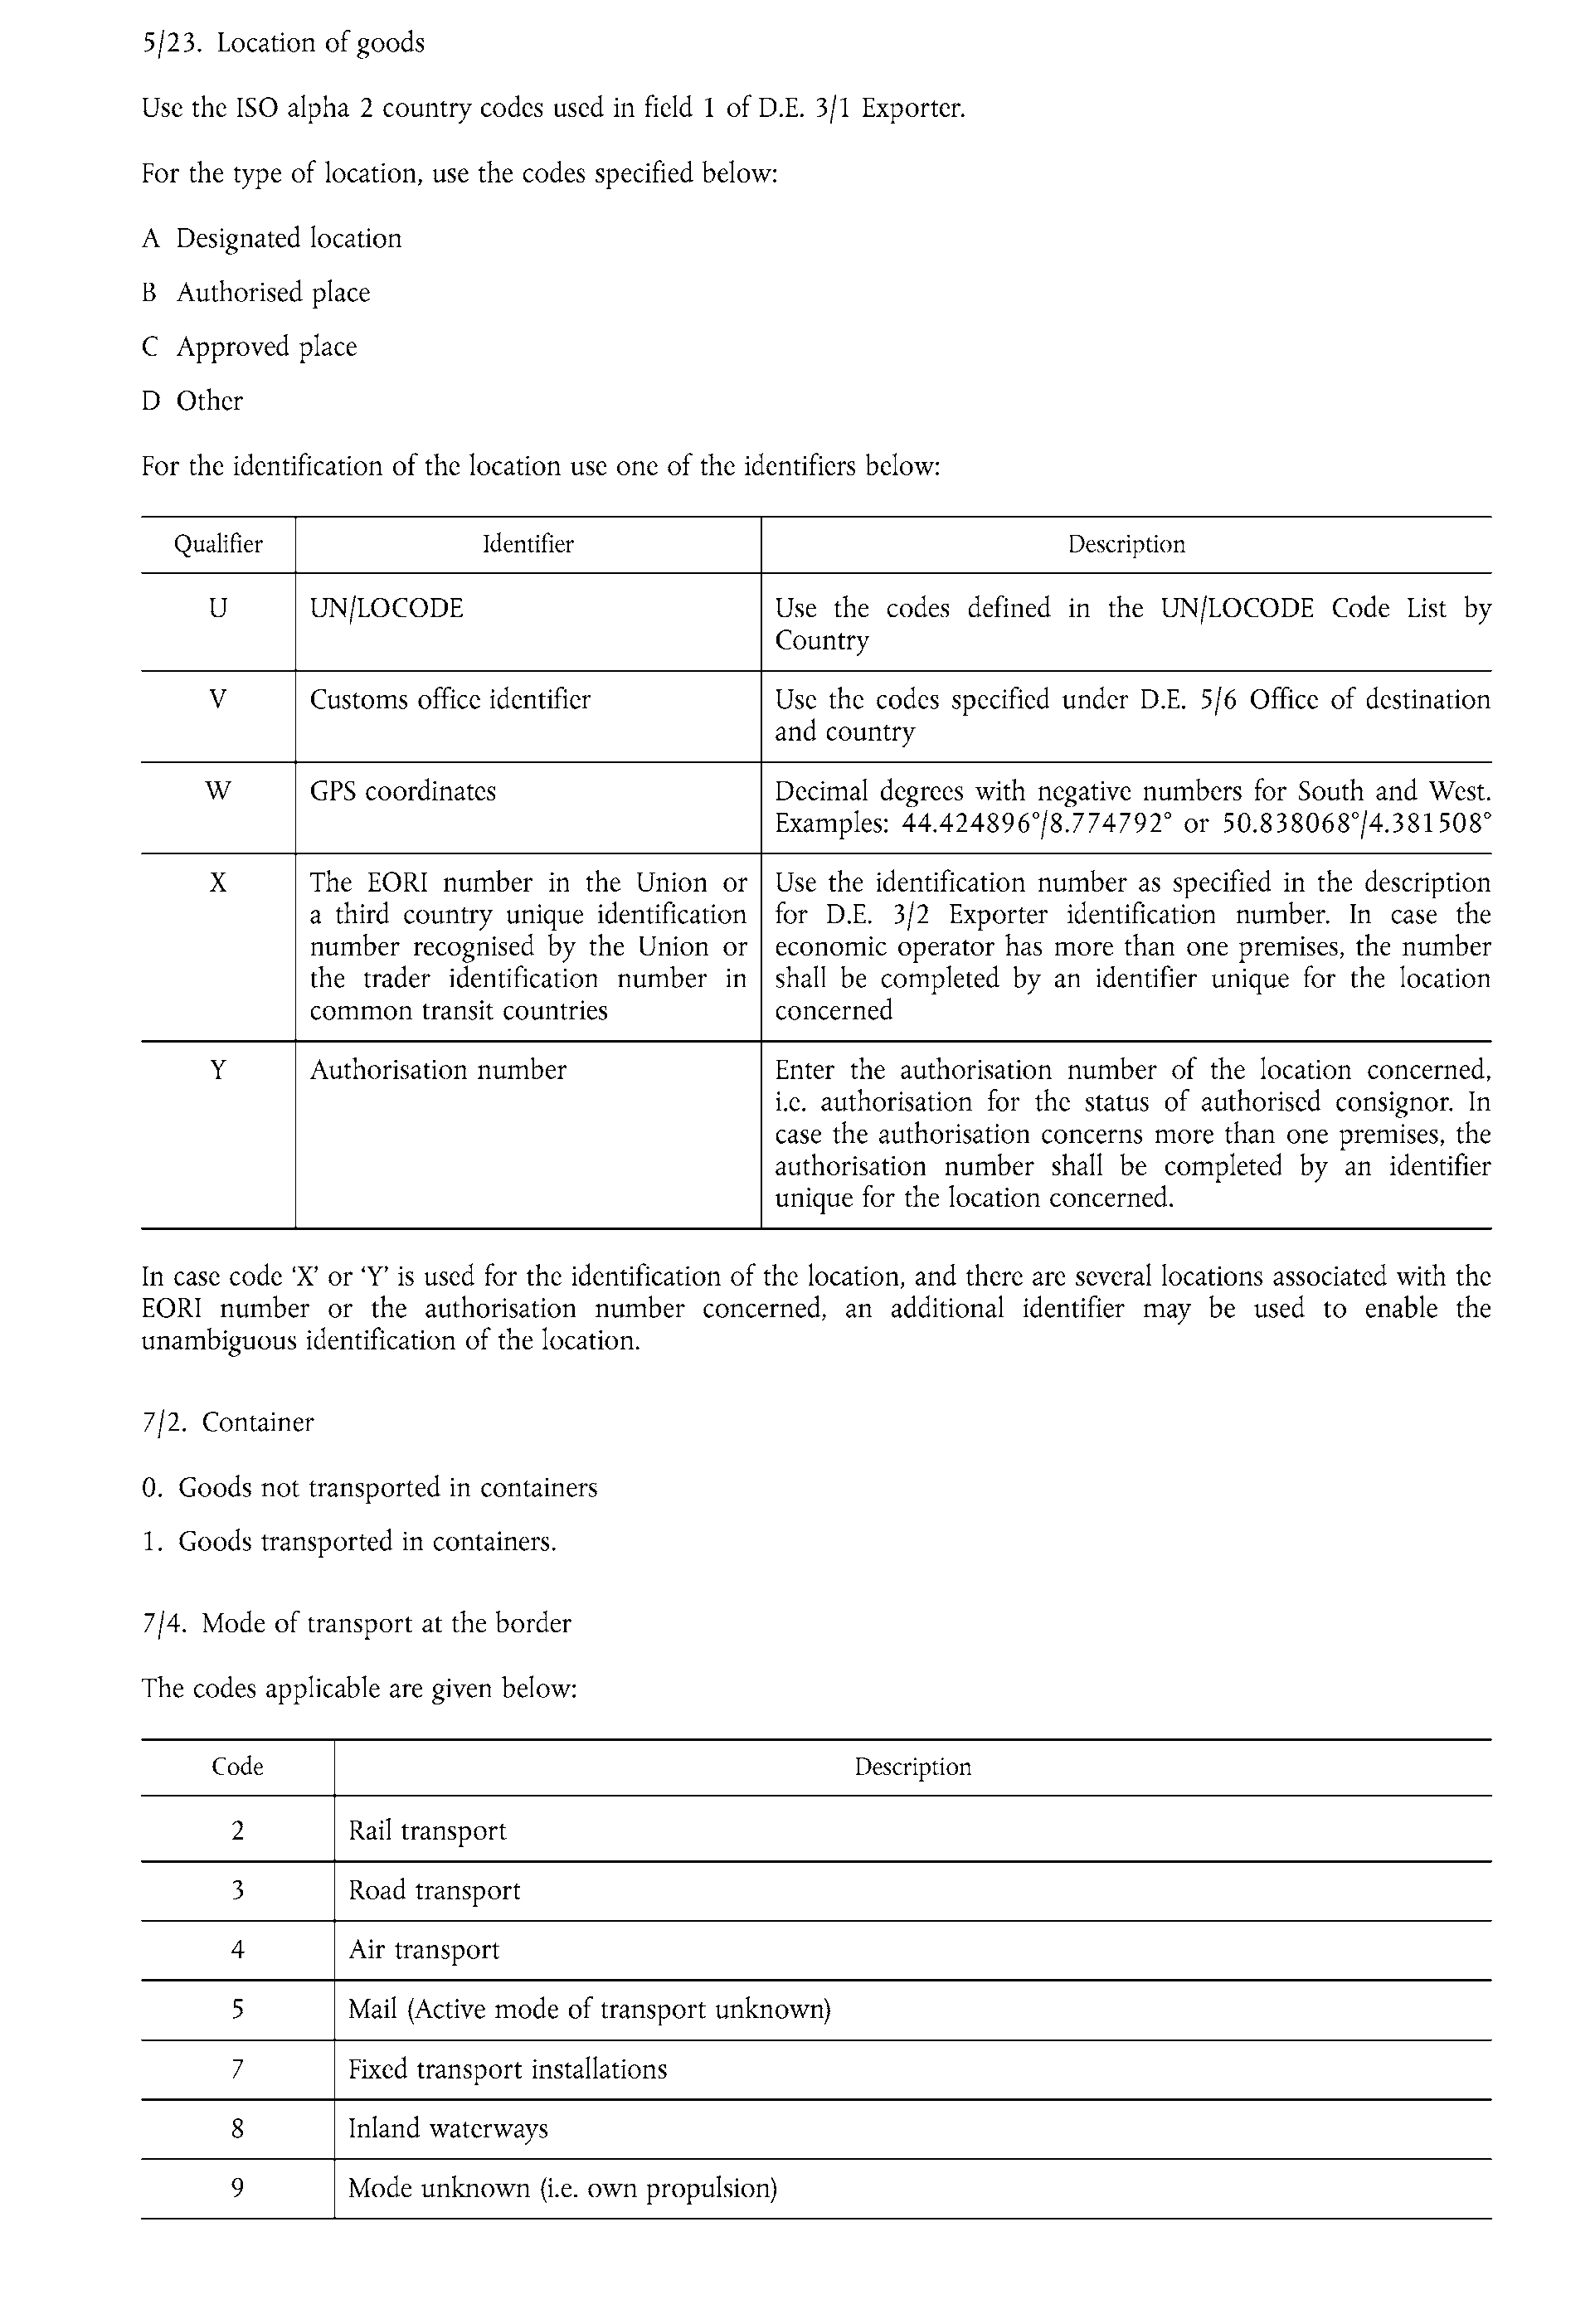 5/23. Location of goods
Use the ISO alpha 2 country codes used in field 1 of D.E. 3/1 Exporter.
For the type of location, use the codes specified below:
A Designated location
B Authorised place
C Approved place
D Other
For the identification of the location use one of the identifiers below:
Qualifier Identifier Description
U UN/LOCODE Use the codes defined in the UN/LOCODE Code List by
Country
V Customs office identifier Use the codes specified under D.E. 5/6 Office of destination
and country
W GPS coordinates Decimal degrees with negative numbers for South and West.
Examples: 44.424896°/8.774792° or 50.838068°/4.381508°
X The EORI number in the Union or
a third country unique identification
number recognised by the Union or
the trader identification number in
common transit countries
Use the identification number as specified in the description
for D.E. 3/2 Exporter identification number. In case the
economic operator has more than one premises, the number
shall be completed by an identifier unique for the location
concerned
Y Authorisation number Enter the authorisation number of the location concerned,
i.e. authorisation for the status of authorised consignor. In
case the authorisation concerns more than one premises, the
authorisation number shall be completed by an identifier
unique for the location concerned.
In case code ‘X’ or ‘Y’ is used for the identification of the location, and there are several locations associated with the
EORI number or the authorisation number concerned, an additional identifier may be used to enable the
unambiguous identification of the location.
7/2. Container
0. Goods not transported in containers
1. Goods transported in containers.
7/4. Mode of transport at the border
The codes applicable are given below:
Code Description
2 Rail transport
3 Road transport
4 Air transport
5 Mail (Active mode of transport unknown)
7 Fixed transport installations
8 Inland waterways
9 Mode unknown (i.e. own propulsion)